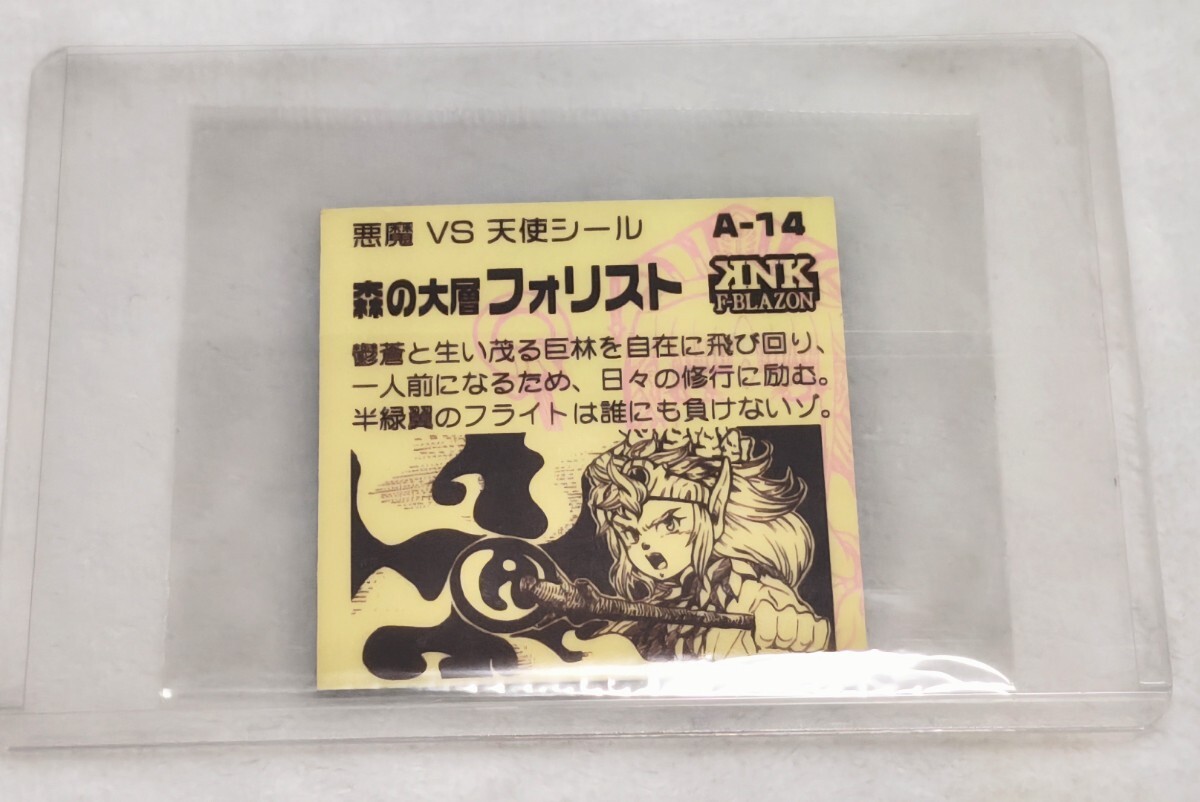 悪魔 VS 天使シール A-14
森の大層フォリスト
KNK
F-BLAZON
鬱蒼と生い茂る巨林を自在に飛び回り、
一人前になるため、日々の修行に励む。
半緑翼のフライトは誰にも負けないゾ。